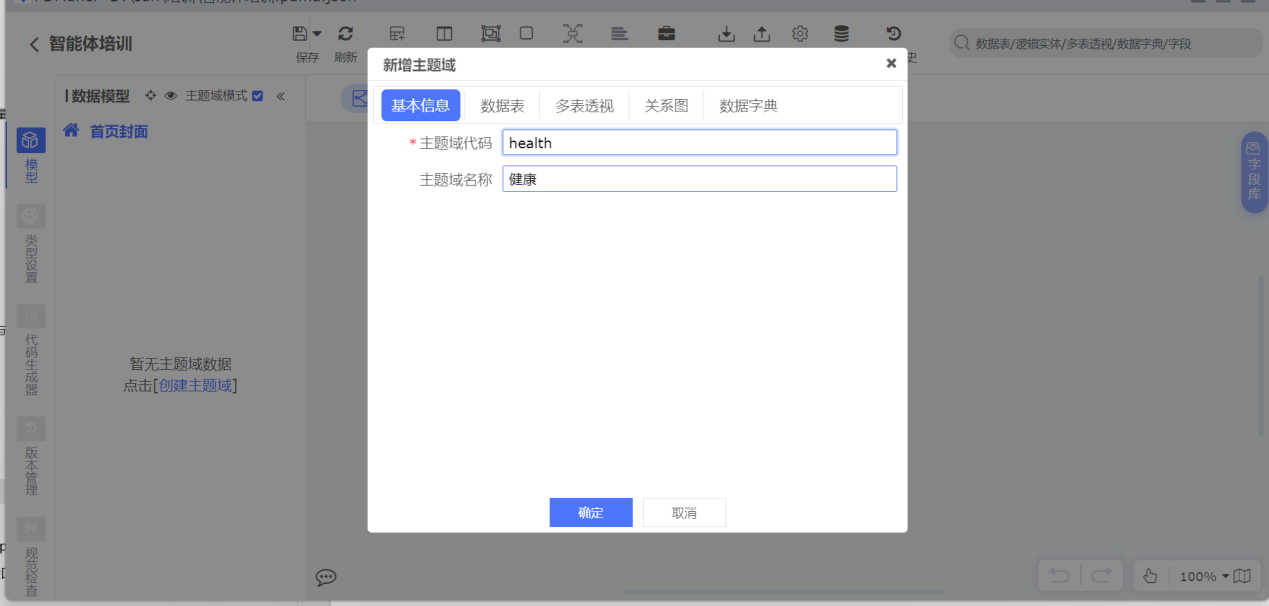 智能体培训
保存
刷新
史
数据表/逻辑实体/多表透视/数据字典/字段
数据模型
主题域模式
首页封面
模型
类型设置
代码生成器
版本管理
规范检查
暂无主题域数据
点击[创建主题域]
新增主题域
基本信息
数据表
多表透视
关系图
数据字典
*主题域代码
health
主题域名称
健康
确定
取消
字段库
100%